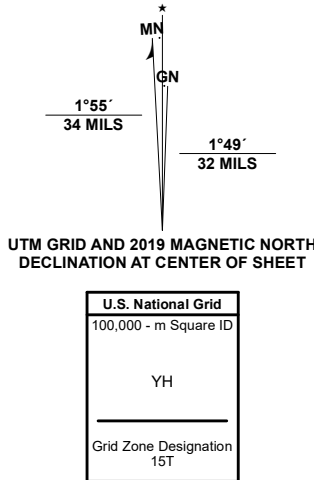 ★
MN
GN
1°55´
34 MILS
1°49´
32 MILS
UTM GRID AND 2019 MAGNETIC NORTH
DECLINATION AT CENTER OF SHEET
U.S. National Grid
100,000 - m Square ID
YH
Grid Zone Designation
15T